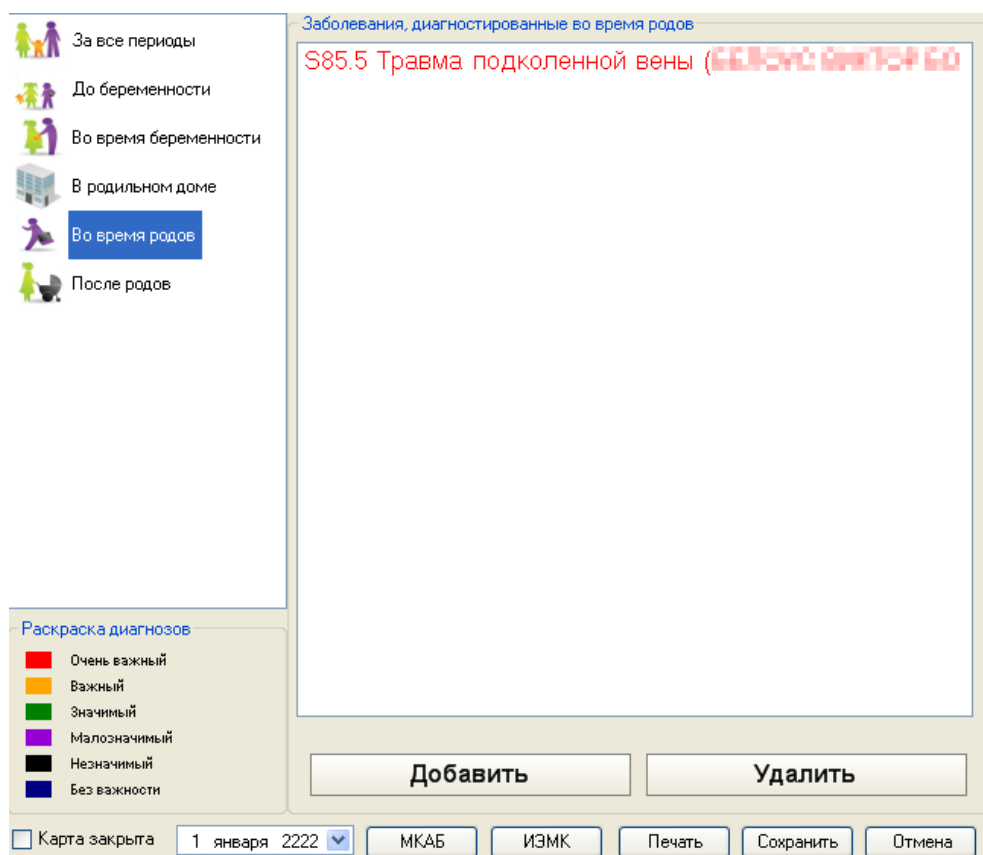 За все периоды
До беременности
Во время беременности
В родильном доме
Во время родов
После родов
Заболевания, диагностированные во время родов
S85.5 Травма подколенной вены (
Раскраска диагнозов
Очень важный
Важный
Значимый
Малозначимый
Незначимый
Без важности
Добавить Удалить
Карта закрыта 1 января 2222 МКАБ ИЭМК Печать Сохранить Отмена